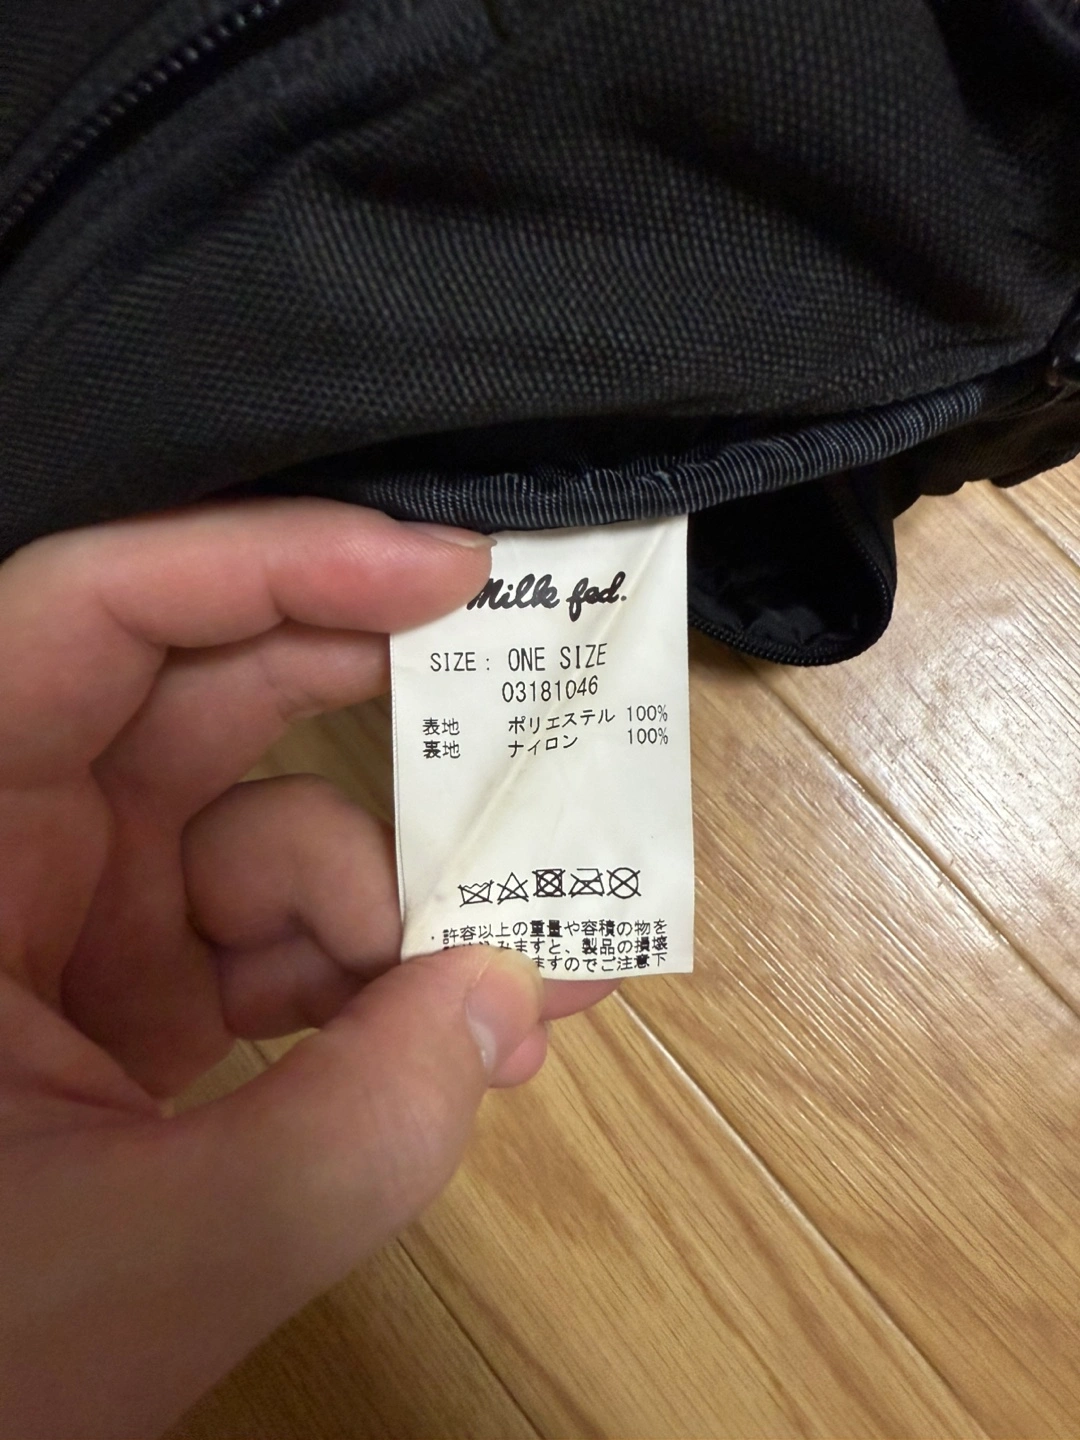 Milk fed.
SIZE: ONE SIZE
03181046
表地 ポリエステル 100%
裏地 ナイロン 100%
・許容以上の重量や容積の物を
みますと、製品の損壊
ますのでご注意下